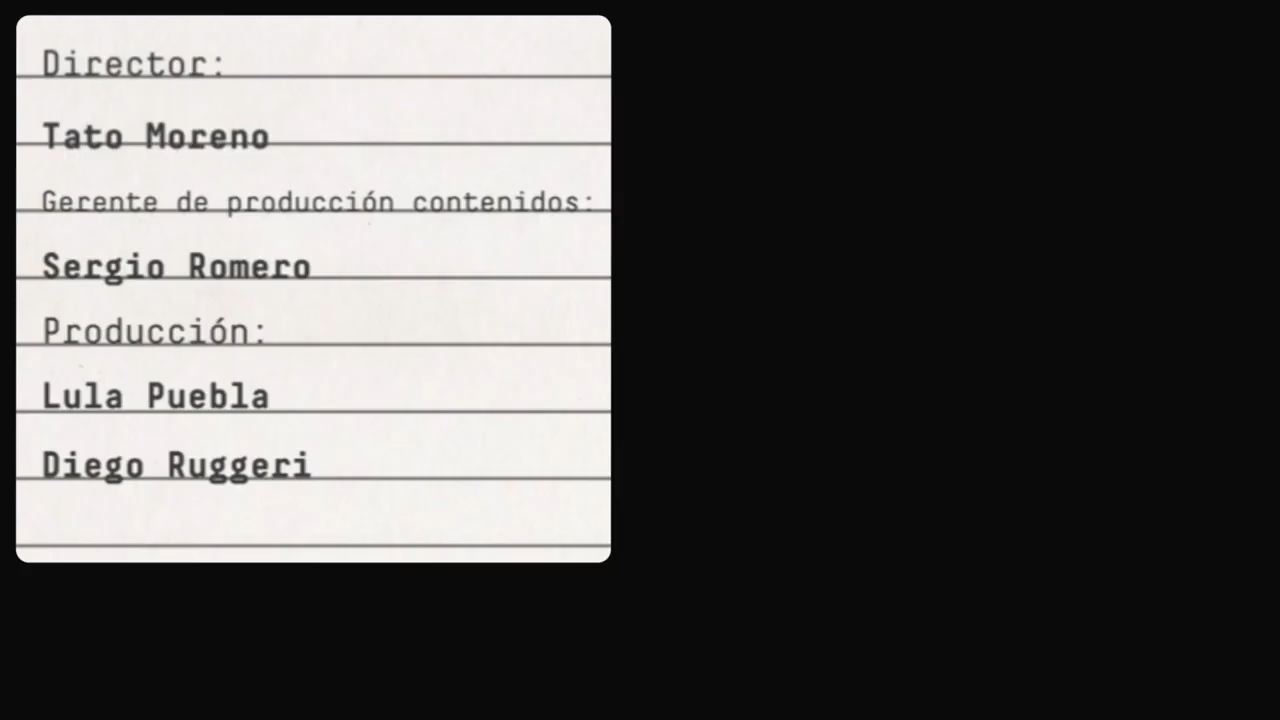 Director:
Tato Moreno
Gerente de producción contenidos:
Sergio Romero
Producción:
Lula Puebla
Diego Ruggeri